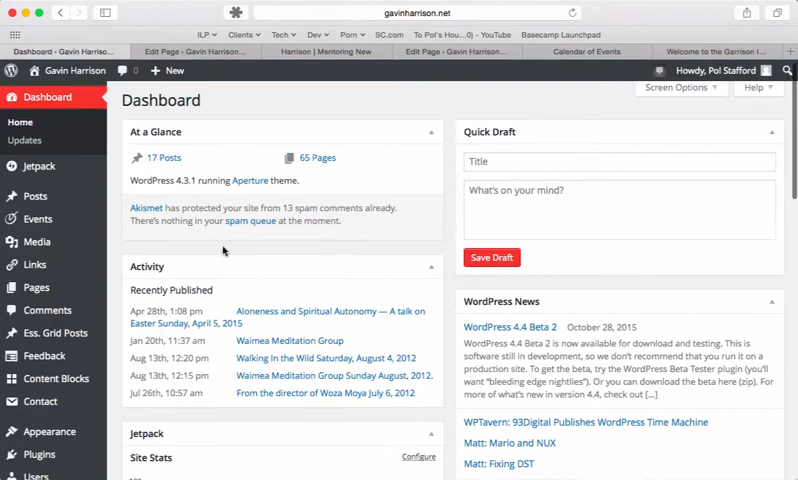 gavinharrison.net
ILP
Clients
Tech
Dev
Porn
SC.com
To Pol's Hou...0) - YouTube
Basecamp Launchpad
Dashboard ‹ Gavin Harriso...
Edit Page ‹ Gavin Harrison...
Harrison | Mentoring New
Edit Page ‹ Gavin Harrison...
Calendar of Events
Welcome to the Garrison I...
Gavin Harrison
0
New
Howdy, Pol Stafford
Dashboard
Home
Updates
Jetpack
Posts
Events
Media
Links
Pages
Comments
Ess. Grid Posts
Feedback
Content Blocks
Contact
Appearance
Plugins
Users
Screen Options
Help
Dashboard
At a Glance
17 Posts
65 Pages
WordPress 4.3.1 running Aperture theme.
Akismet has protected your site from 13 spam comments already.
There's nothing in your spam queue at the moment.
Activity
Recently Published
Apr 28th, 1:08 pm Aloneness and Spiritual Autonomy — A talk on
Easter Sunday, April 5, 2015
Jan 20th, 11:37 am Waimea Meditation Group
Aug 13th, 12:20 pm Walking In the Wild Saturday, August 4, 2012
Aug 13th, 12:15 pm Waimea Meditation Group Sunday August 2012.
Jul 26th, 10:57 am From the director of Woza Moya July 6, 2012
Jetpack
Site Stats
Configure
Quick Draft
Title
What's on your mind?
Save Draft
WordPress News
WordPress 4.4 Beta 2 October 28, 2015
WordPress 4.4 Beta 2 is now available for download and testing. This is
software still in development, so we don't recommend that you run it on a
production site. To get the beta, try the WordPress Beta Tester plugin (you'll
want "bleeding edge nightlies"). Or you can download the beta here (zip). For
more of what's new in version 4.4, check out [...]
WPTavern: 93Digital Publishes WordPress Time Machine
Matt: Mario and NUX
Matt: Fixing DST